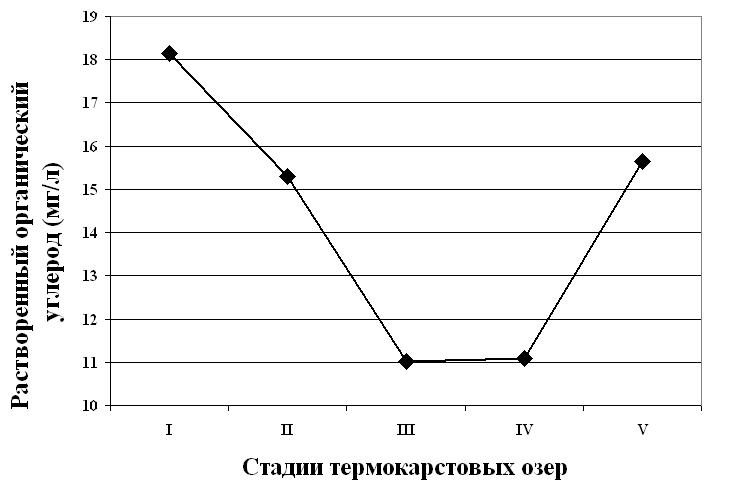 Растворенный органический
углерод (мг/л)
19
18
17
16
15
14
13
12
11
10
I II III IV V
Стадии термокарстовых озер